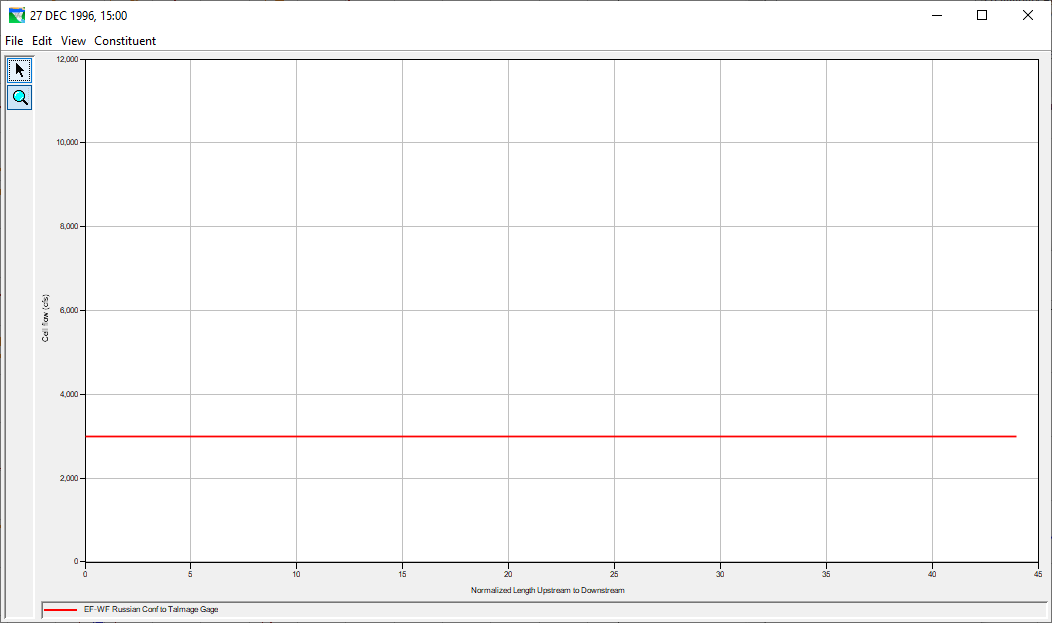 27 DEC 1996, 15:00
File Edit View Constituent
12,000
10,000
8,000
6,000
4,000
2,000
0
Cell flow (cfs)
0 5 10 15 20 25 30 35 40 45
Normalized Length Upstream to Downstream
EF-WF Russian Conf to Talmage Gage